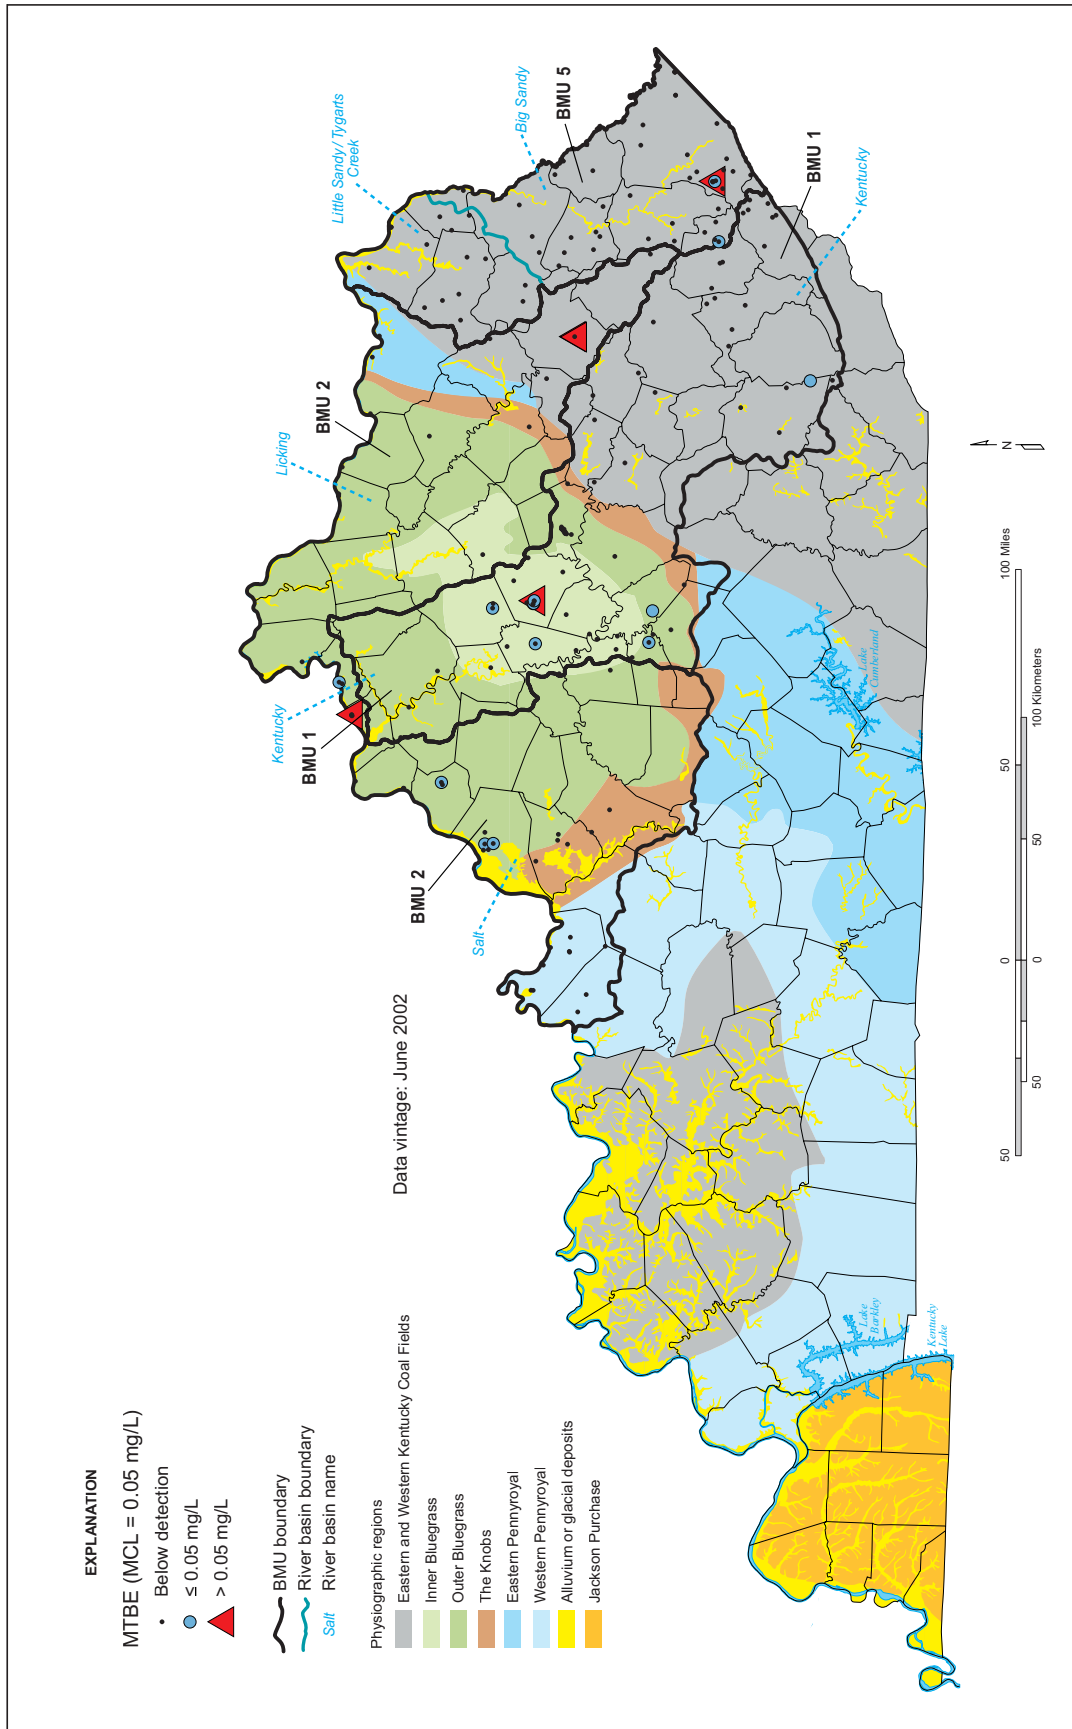 EXPLANATION
MTBE (MCL = 0.05 mg/L)
Below detection
≤ 0.05 mg/L
> 0.05 mg/L
BMU boundary
River basin boundary
Salt River basin name
Physiographic regions
Eastern and Western Kentucky Coal Fields
Inner Bluegrass
Outer Bluegrass
The Knobs
Eastern Pennyroyal
Western Pennyroyal
Alluvium or glacial deposits
Jackson Purchase
Data vintage: June 2002
Salt
BMU 2
BMU 1
Kentucky
Licking
BMU 2
Little Sandy/Tygarts
Creek
Big Sandy
BMU 5
BMU 1
Kentucky
Lake
Cumberland
Lake
Barkley
Kentucky
Lake
N
50 0 50 100 Miles
50 0 50 100 Kilometers